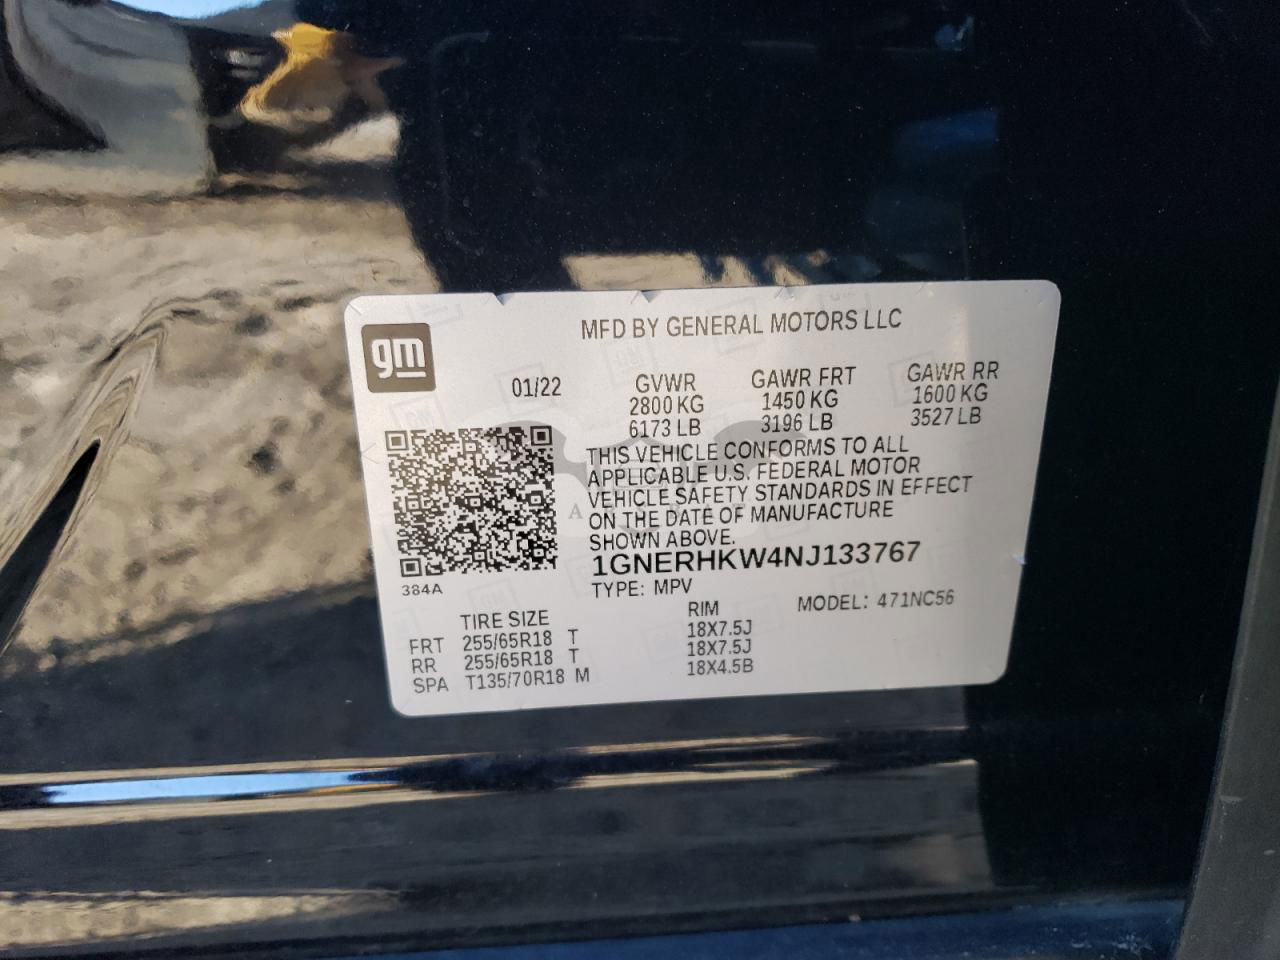 MFD BY GENERAL MOTORS LLC
gm
01/22
GVWR GAWR FRT GAWR RR
2800 KG 1450 KG 1600 KG
6173 LB 3196 LB 3527 LB
THIS VEHICLE CONFORMS TO ALL
APPLICABLE U.S. FEDERAL MOTOR
VEHICLE SAFETY STANDARDS IN EFFECT
ON THE DATE OF MANUFACTURE
SHOWN ABOVE.
1GNERHKW4NJ133767
384A
TYPE: MPV MODEL: 471NC56
TIRE SIZE RIM
FRT 255/65R18 T 18X7.5J
RR 255/65R18 T 18X7.5J
SPA T135/70R18 M 18X4.5B